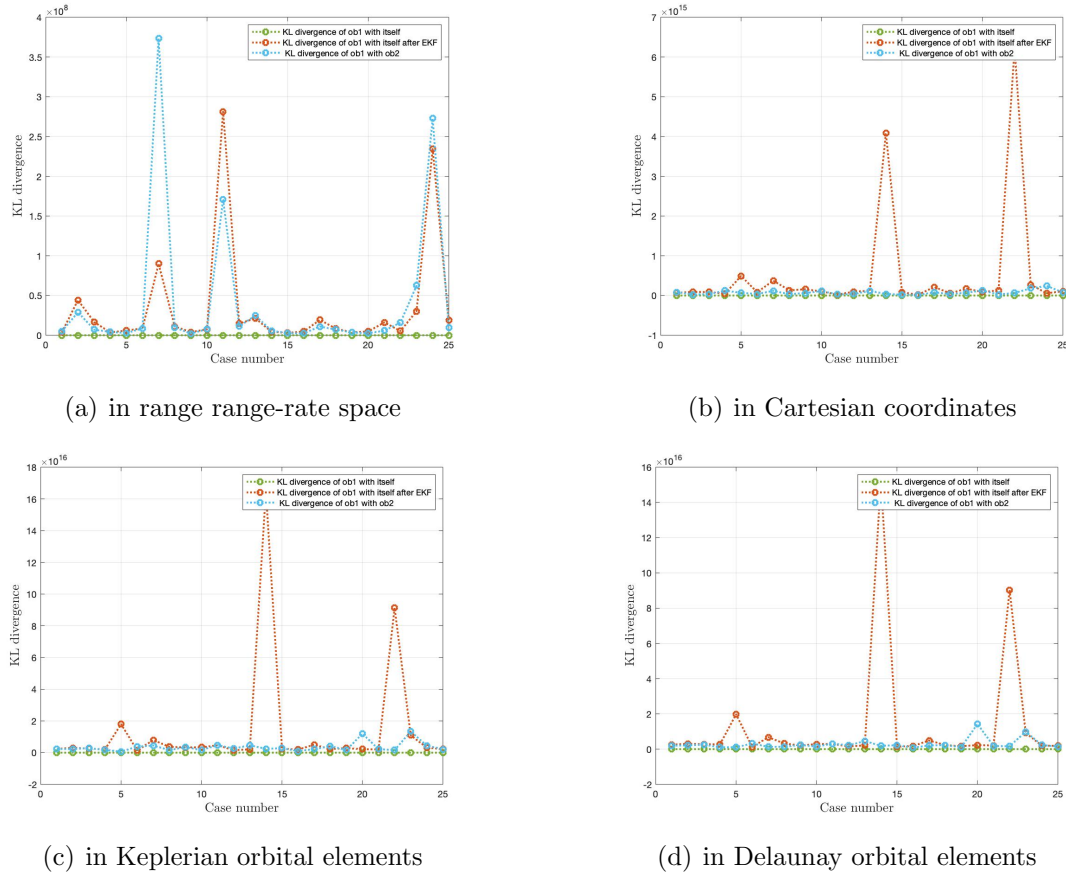 ×10⁸
4
3.5
3
2.5
2
1.5
1
0.5
0
KL divergence
KL divergence of ob1 with itself
KL divergence of ob1 with itself after EKF
KL divergence of ob1 with ob2
0 5 10 15 20 25
Case number
(a) in range range-rate space
×10¹⁵
7
6
5
4
3
2
1
0
-1
KL divergence
KL divergence of ob1 with itself
KL divergence of ob1 with itself after EKF
KL divergence of ob1 with ob2
0 5 10 15 20 25
Case number
(b) in Cartesian coordinates
×10¹⁶
18
16
14
12
10
8
6
4
2
0
-2
KL divergence
KL divergence of ob1 with itself
KL divergence of ob1 with itself after EKF
KL divergence of ob1 with ob2
0 5 10 15 20 25
Case number
(c) in Keplerian orbital elements
×10¹⁶
16
14
12
10
8
6
4
2
0
-2
KL divergence
KL divergence of ob1 with itself
KL divergence of ob1 with itself after EKF
KL divergence of ob1 with ob2
0 5 10 15 20 25
Case number
(d) in Delaunay orbital elements